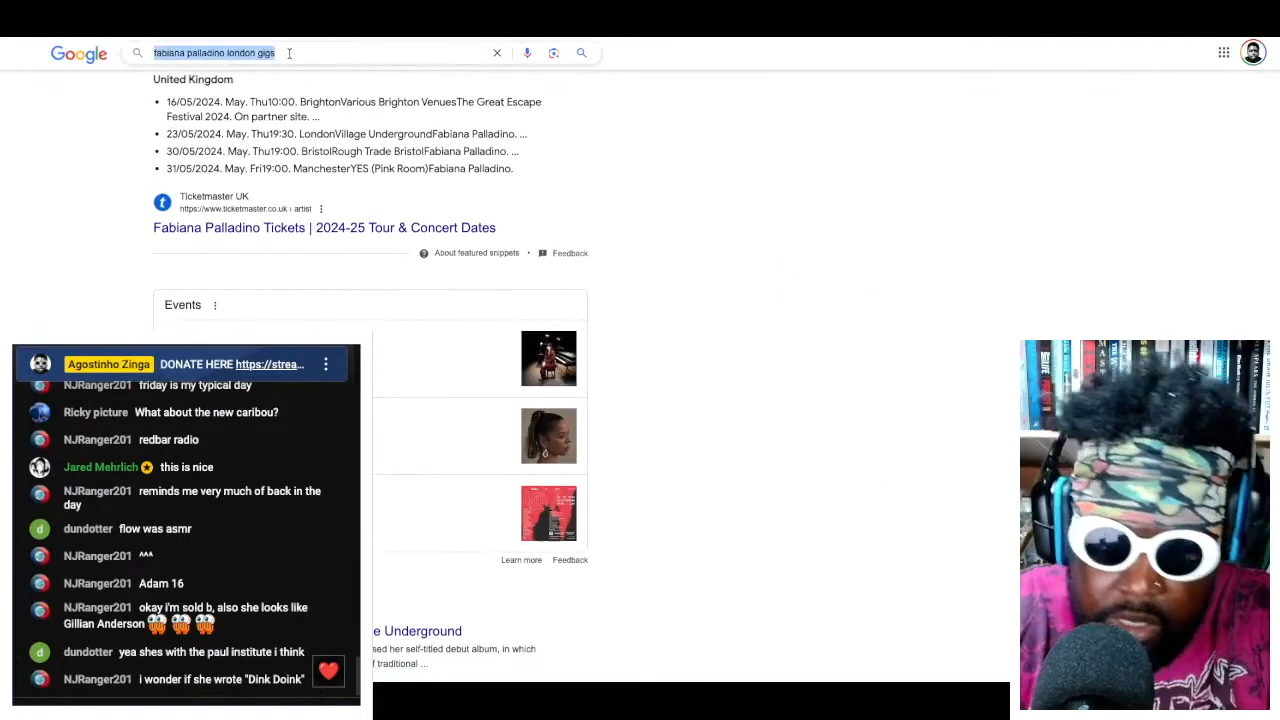 Google
fabiana palladino london gigs
United Kingdom
• 16/05/2024. May. Thu10:00. BrightonVarious Brighton VenuesThe Great Escape
Festival 2024. On partner site. ...
• 23/05/2024. May. Thu19:30. LondonVillage UndergroundFabiana Palladino. ...
• 30/05/2024. May. Thu19:00. BristolRough Trade BristolFabiana Palladino. ...
• 31/05/2024. May. Fri19:00. ManchesterYES (Pink Room)Fabiana Palladino.
Ticketmaster UK
https://www.ticketmaster.co.uk › artist
Fabiana Palladino Tickets | 2024-25 Tour & Concert Dates
About featured snippets • Feedback
Events
Learn more Feedback
e Underground
sed her self-titled debut album, in which
f traditional ...
Agostinho Zinga DONATE HERE https://strea...
NJRanger201 friday is my typical day
Ricky picture What about the new caribou?
NJRanger201 redbar radio
Jared Mehrlich this is nice
NJRanger201 reminds me very much of back in the
day
d dundotter flow was asmr
NJRanger201 ^^^
NJRanger201 Adam 16
NJRanger201 okay i'm sold b, also she looks like
Gillian Anderson
d dundotter yea shes with the paul institute i think
NJRanger201 i wonder if she wrote "Dink Doink"